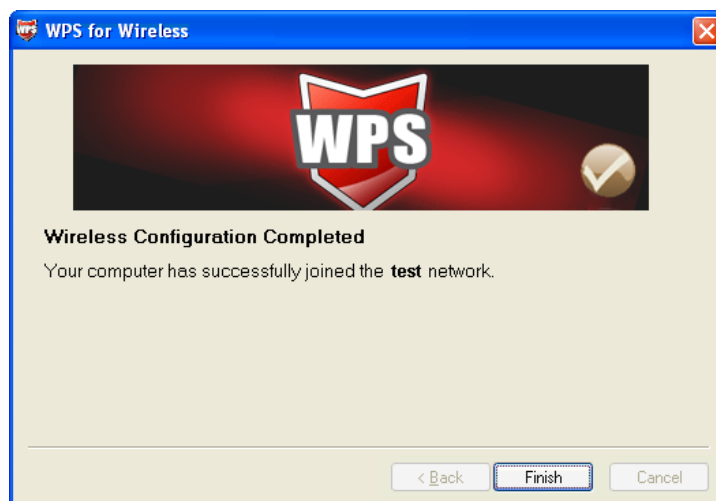 WPS for Wireless
WPS
Wireless Configuration Completed
Your computer has successfully joined the test network.
< Back
Finish
Cancel